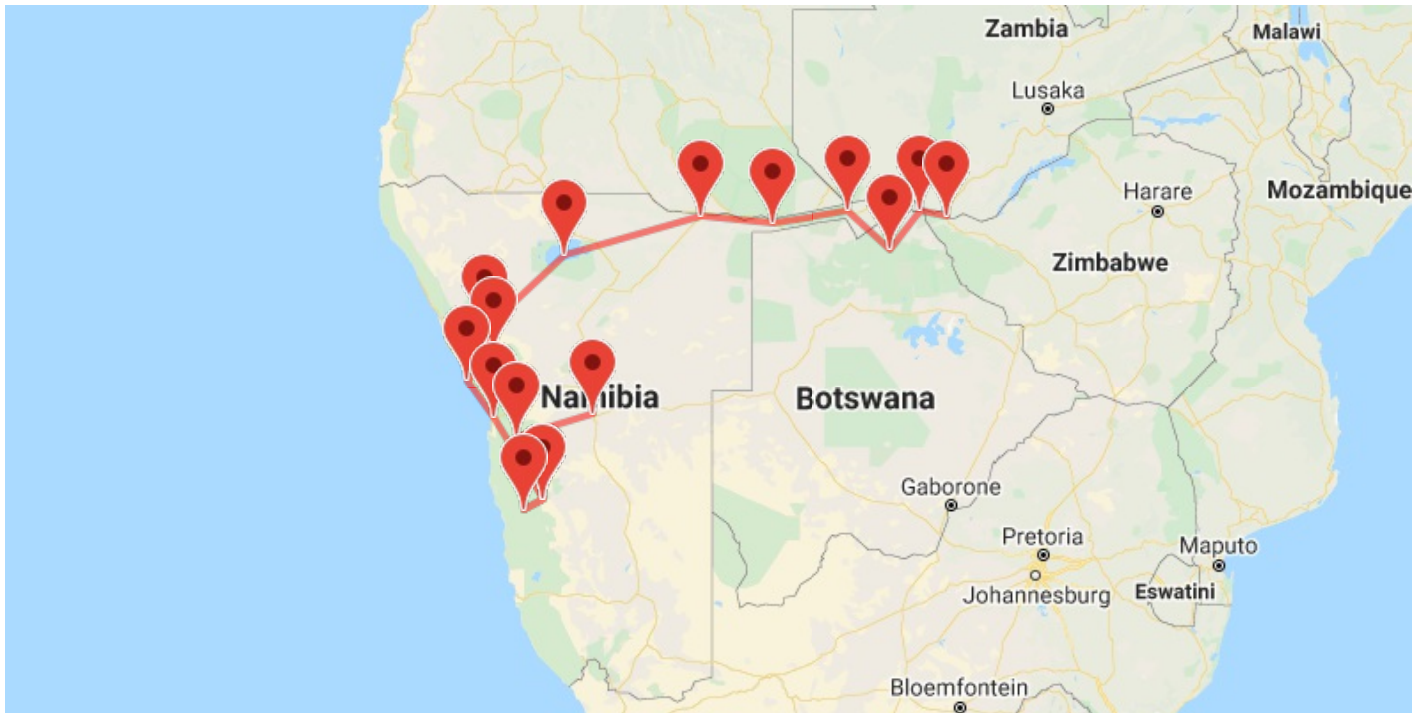 Zambia
Malawi
Lusaka
Harare
Mozambique
Zimbabwe
Namibia
Botswana
Gaborone
Pretoria
Maputo
Johannesburg
Eswatini
Bloemfontein